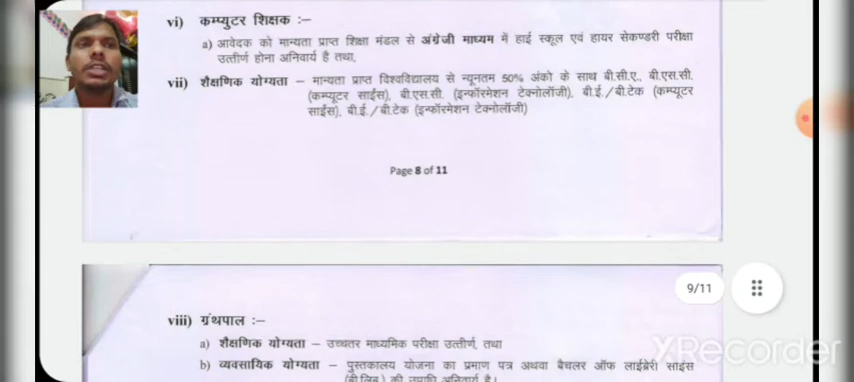 vi) कम्प्यूटर शिक्षक :–
a) आवेदक को मान्यता प्राप्त शिक्षा मंडल से अंग्रेजी माध्यम में हाई स्कूल एवं हायर सेकण्डरी परीक्षा
उत्तीर्ण होना अनिवार्य है तथा,
vii) शैक्षणिक योग्यता – मान्यता प्राप्त विश्वविद्यालय से न्यूनतम 50% अंको के साथ बी.सी.ए., बी.एस.सी.
(कम्प्यूटर साईंस), बी.एस.सी. (इन्फॉरमेशन टेक्नोलॉजी), बी.ई./बी.टेक (कम्प्यूटर
साईंस), बी.ई./बी.टेक (इन्फॉरमेशन टेक्नोलॉजी)
Page 8 of 11
9/11
viii) ग्रंथपाल :–
a) शैक्षणिक योग्यता – उच्चतर माध्यमिक परीक्षा उत्तीर्ण, तथा
b) व्यवसायिक योग्यता – पुस्तकालय योजना का प्रमाण पत्र अथवा बैचलर ऑफ लाईब्रेरी साइंस
(बी.लिब.) की उपाधि अनिवार्य है।
XRecorder